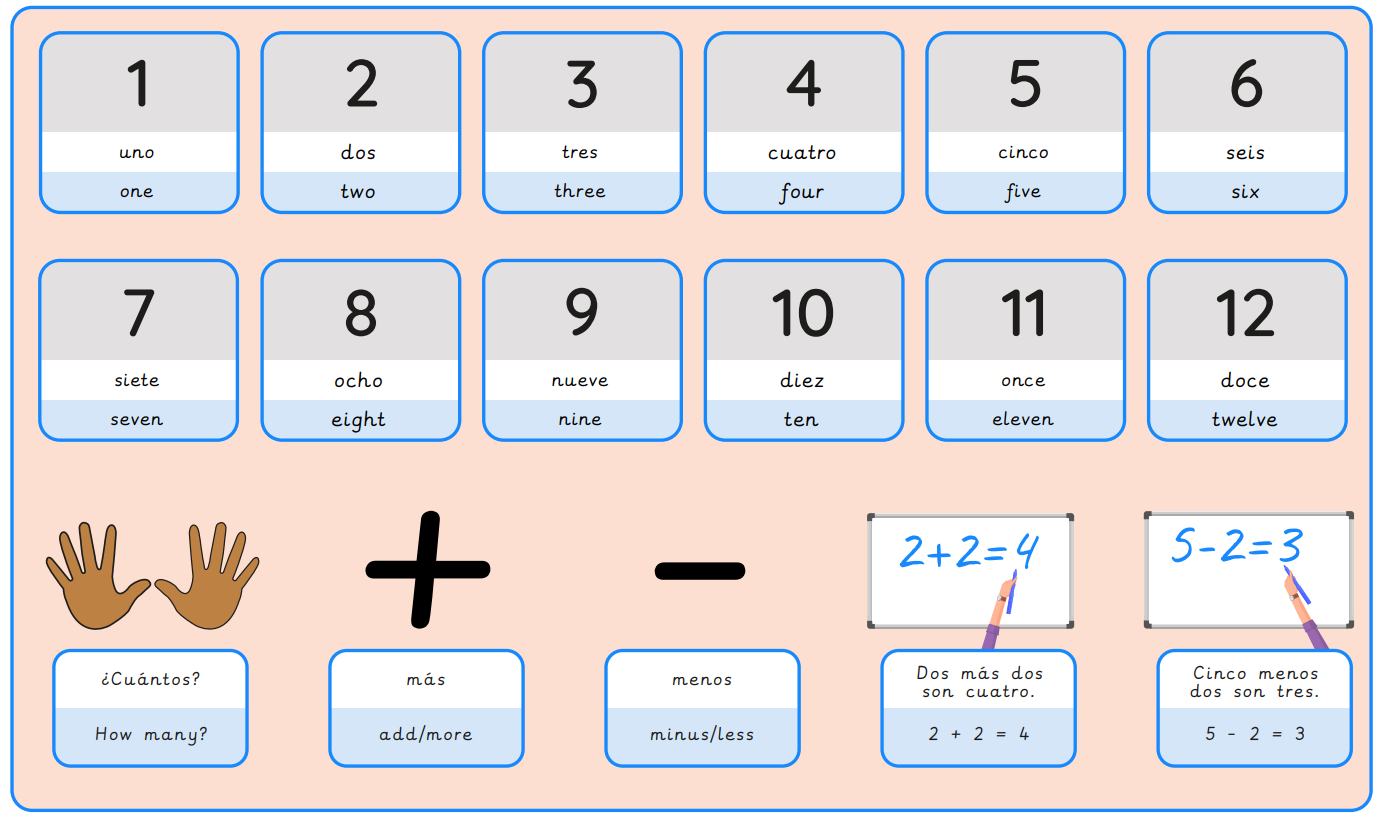 1 2 3 4 5 6
uno dos tres cuatro cinco seis
one two three four five six
7 8 9 10 11 12
siete ocho nueve diez once doce
seven eight nine ten eleven twelve
2+2=4 5-2=3
¿Cuántos?
How many?
más
add/more
menos
minus/less
Dos más dos
son cuatro.
2 + 2 = 4
Cinco menos
dos son tres.
5 - 2 = 3